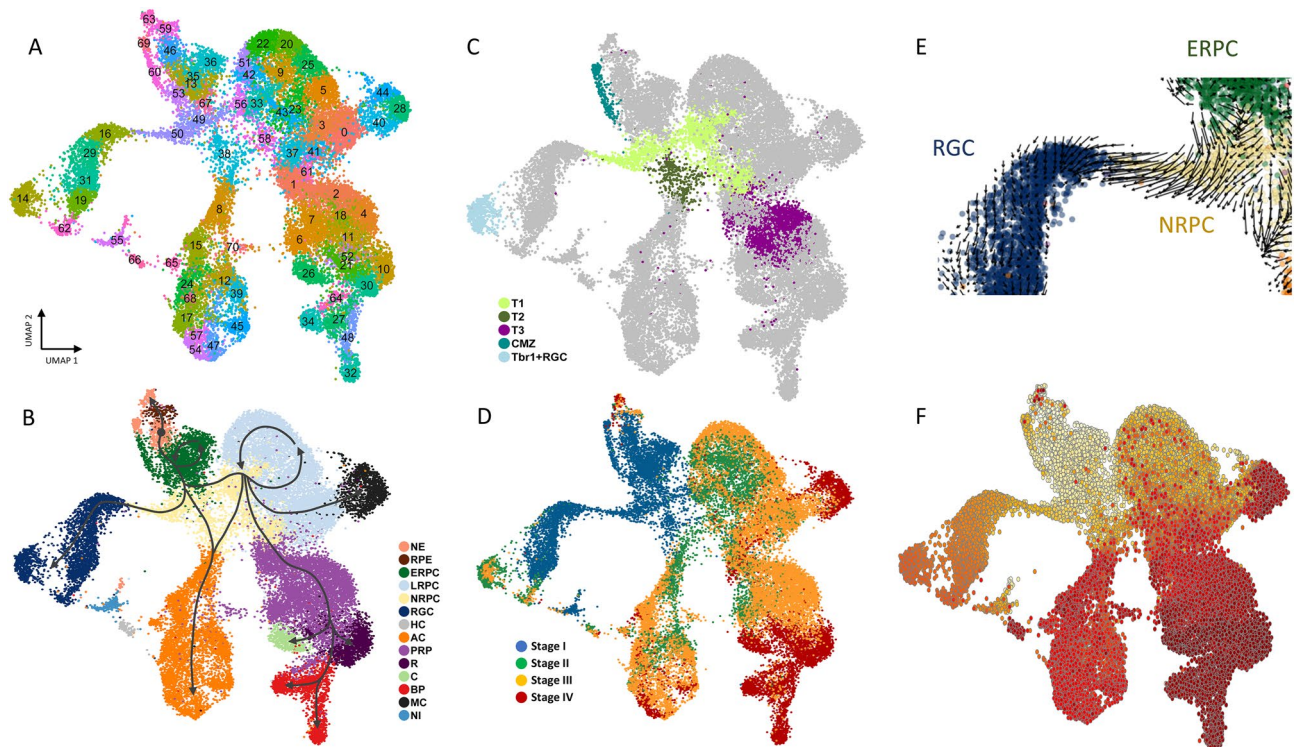 A
63
59
69
46
60
35
36
13
53
67
49
50
16
29
31
19
14
62
55
66
65
22
20
51
42
9
25
56
33
43
23
5
3
0
44
28
40
58
38
37
41
61
1
2
8
7
18
4
6
11
70
15
52
21
10
26
30
12
24
39
68
64
17
45
34
27
48
57
54
47
32
UMAP 2
UMAP 1
B
NE
RPE
ERPC
LRPC
NRPC
RGC
HC
AC
PRP
R
C
BP
MC
NI
C
T1
T2
T3
CMZ
Tbr1+RGC
D
Stage I
Stage II
Stage III
Stage IV
E
ERPC
RGC
NRPC
F